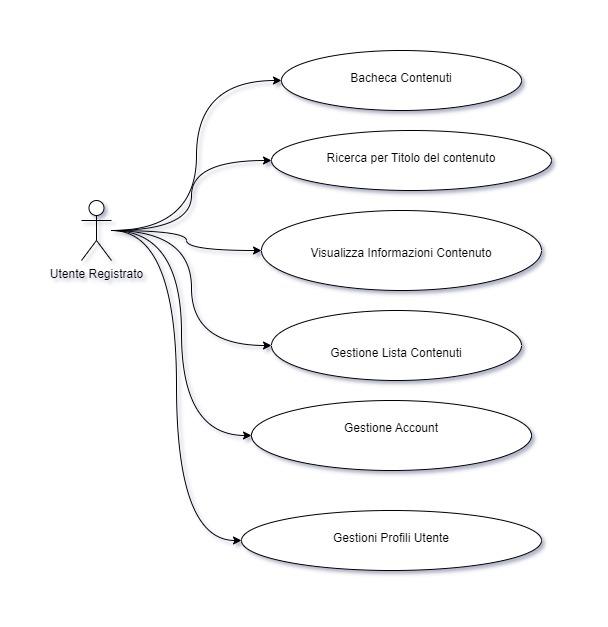 Bacheca Contenuti
Ricerca per Titolo del contenuto
Utente Registrato
Visualizza Informazioni Contenuto
Gestione Lista Contenuti
Gestione Account
Gestioni Profili Utente